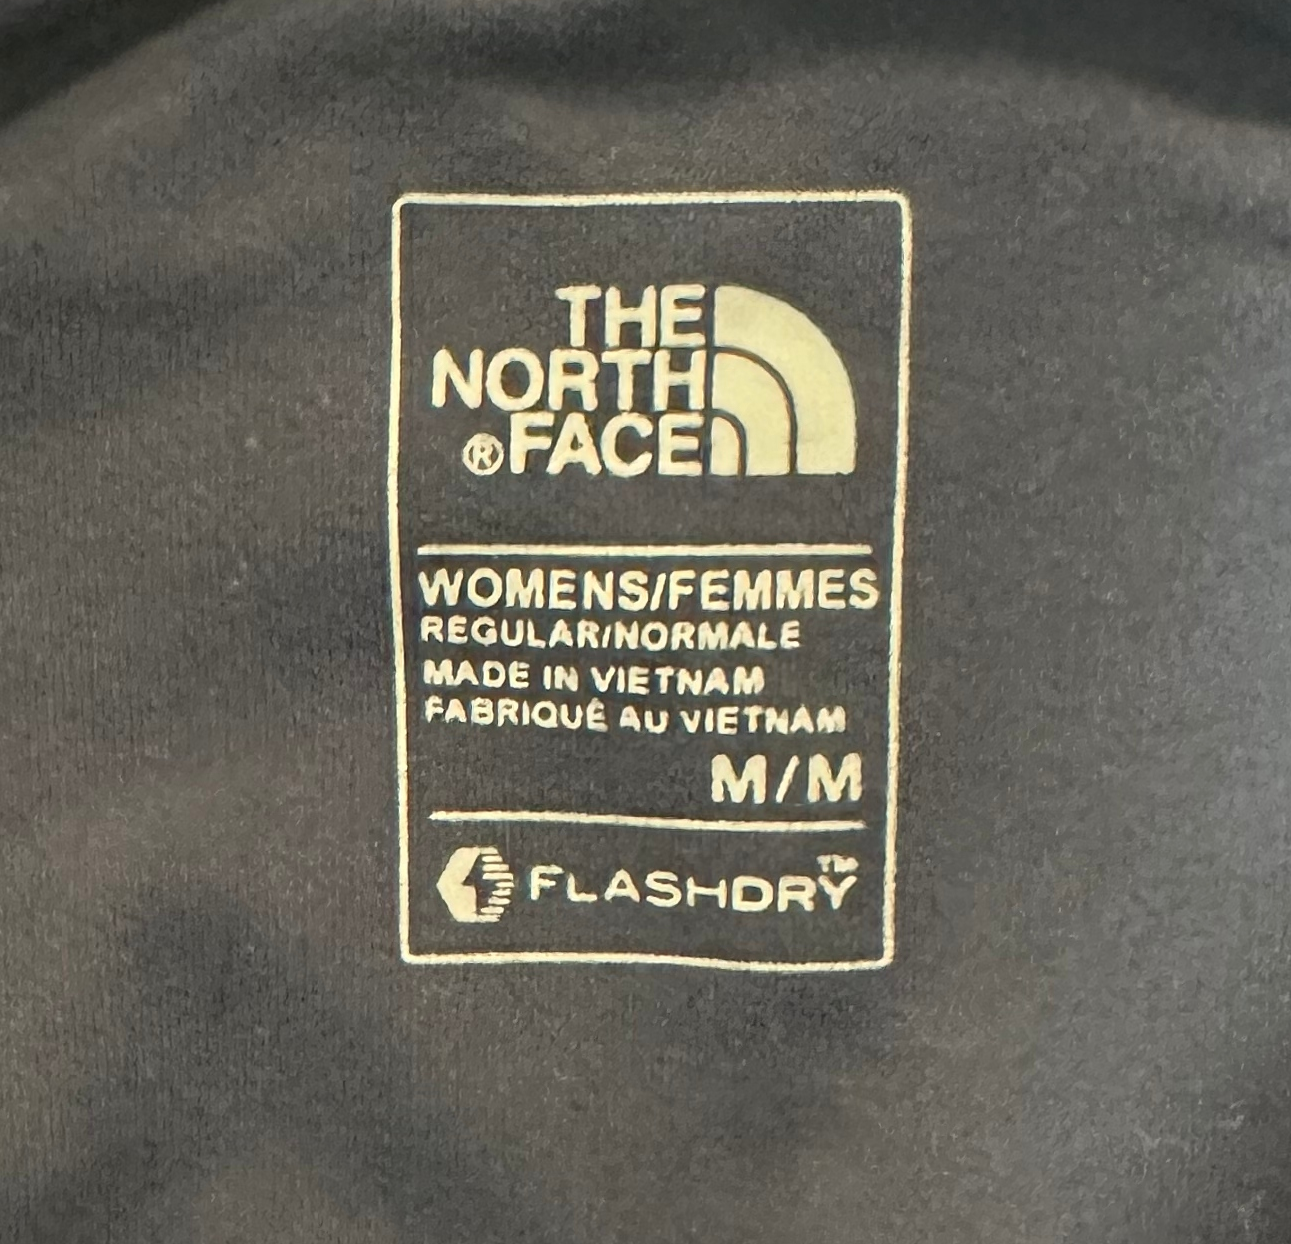 THE
NORTH
®FACE
WOMENS/FEMMES
REGULAR/NORMALE
MADE IN VIETNAM
FABRIQUÉ AU VIETNAM
M/M
FLASHDRY™